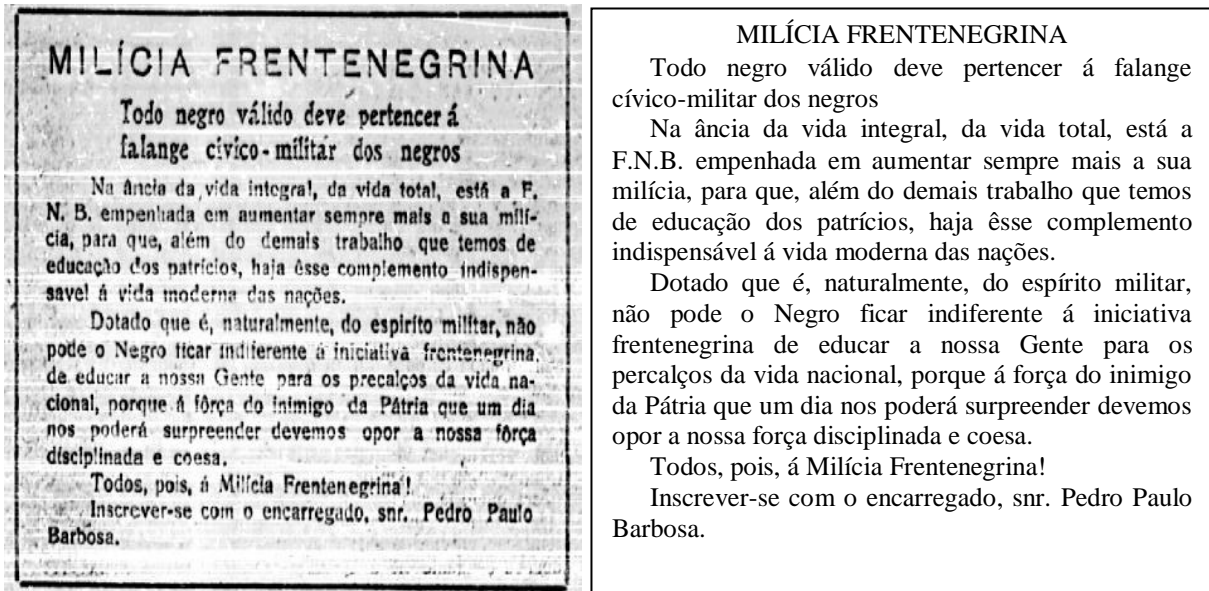 MILÍCIA FRENTENEGRINA
Todo negro válido deve pertencer á
falange cívico-militar dos negros
Na ância da vida integral, da vida total, está a F.
N. B. empenhada em aumentar sempre mais a sua milí-
cia, para que, além do demais trabalho que temos de
educação dos patrícios, haja êsse complemento indispen-
savel á vida moderna das nações.
Dotado que é, naturalmente, do espirito militar, não
pode o Negro ficar indiferente á iniciativa frentenegrina,
de educar a nossa Gente para os precalços da vida na-
cional, porque á fôrça do inimigo da Pátria que um dia
nos poderá surpreender devemos opor a nossa fôrça
disciplinada e coesa.
Todos, pois, á Milícia Frentenegrina!
Inscrever-se com o encarregado, snr. Pedro Paulo
Barbosa.
MILÍCIA FRENTENEGRINA
Todo negro válido deve pertencer á falange
cívico-militar dos negros
Na ância da vida integral, da vida total, está a
F.N.B. empenhada em aumentar sempre mais a sua
milícia, para que, além do demais trabalho que temos
de educação dos patrícios, haja êsse complemento
indispensável á vida moderna das nações.
Dotado que é, naturalmente, do espírito militar,
não pode o Negro ficar indiferente á iniciativa
frentenegrina de educar a nossa Gente para os
percalços da vida nacional, porque á força do inimigo
da Pátria que um dia nos poderá surpreender devemos
opor a nossa força disciplinada e coesa.
Todos, pois, á Milícia Frentenegrina!
Inscrever-se com o encarregado, snr. Pedro Paulo
Barbosa.